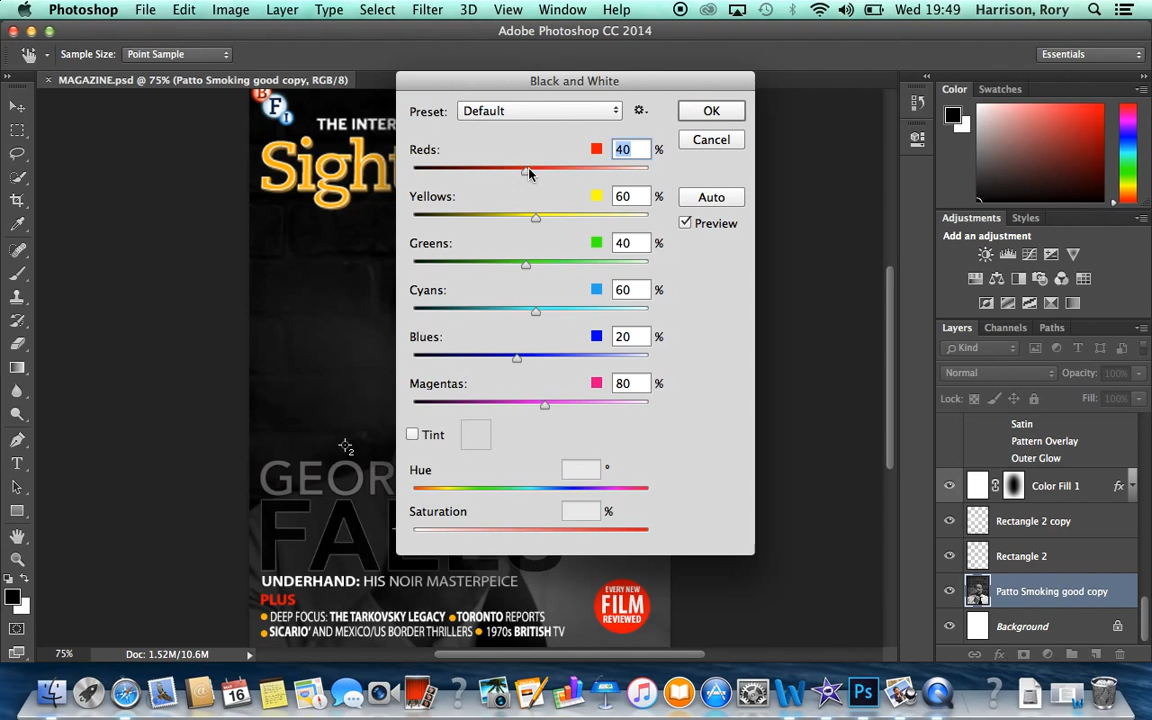 Photoshop File Edit Image Layer Type Select Filter 3D View Window Help Wed 19:49 Harrison, Rory
Adobe Photoshop CC 2014
Sample Size: Point Sample Essentials
MAGAZINE.psd @ 75% (Patto Smoking good copy, RGB/8)
BFI
THE INTER
Sight
GEOR
FALL
UNDERHAND: HIS NOIR MASTERPEICE
PLUS
DEEP FOCUS: THE TARKOVSKY LEGACY •TORONTO REPORTS
SICARIO' AND MEXICO/US BORDER THRILLERS • 1970s BRITISH TV
EVERY NEW
FILM
REVIEWED
Black and White
Preset: Default
OK
Cancel
Auto
Preview
Reds: 40 %
Yellows: 60 %
Greens: 40 %
Cyans: 60 %
Blues: 20 %
Magentas: 80 %
Tint
Hue °
Saturation %
Color Swatches
Adjustments Styles
Add an adjustment
Layers Channels Paths
Kind
Normal Opacity: 100%
Lock: Fill: 100%
Satin
Pattern Overlay
Outer Glow
Color Fill 1 fx
Rectangle 2 copy
Rectangle 2
Patto Smoking good copy
Background
75% Doc: 1.52M/10.6M